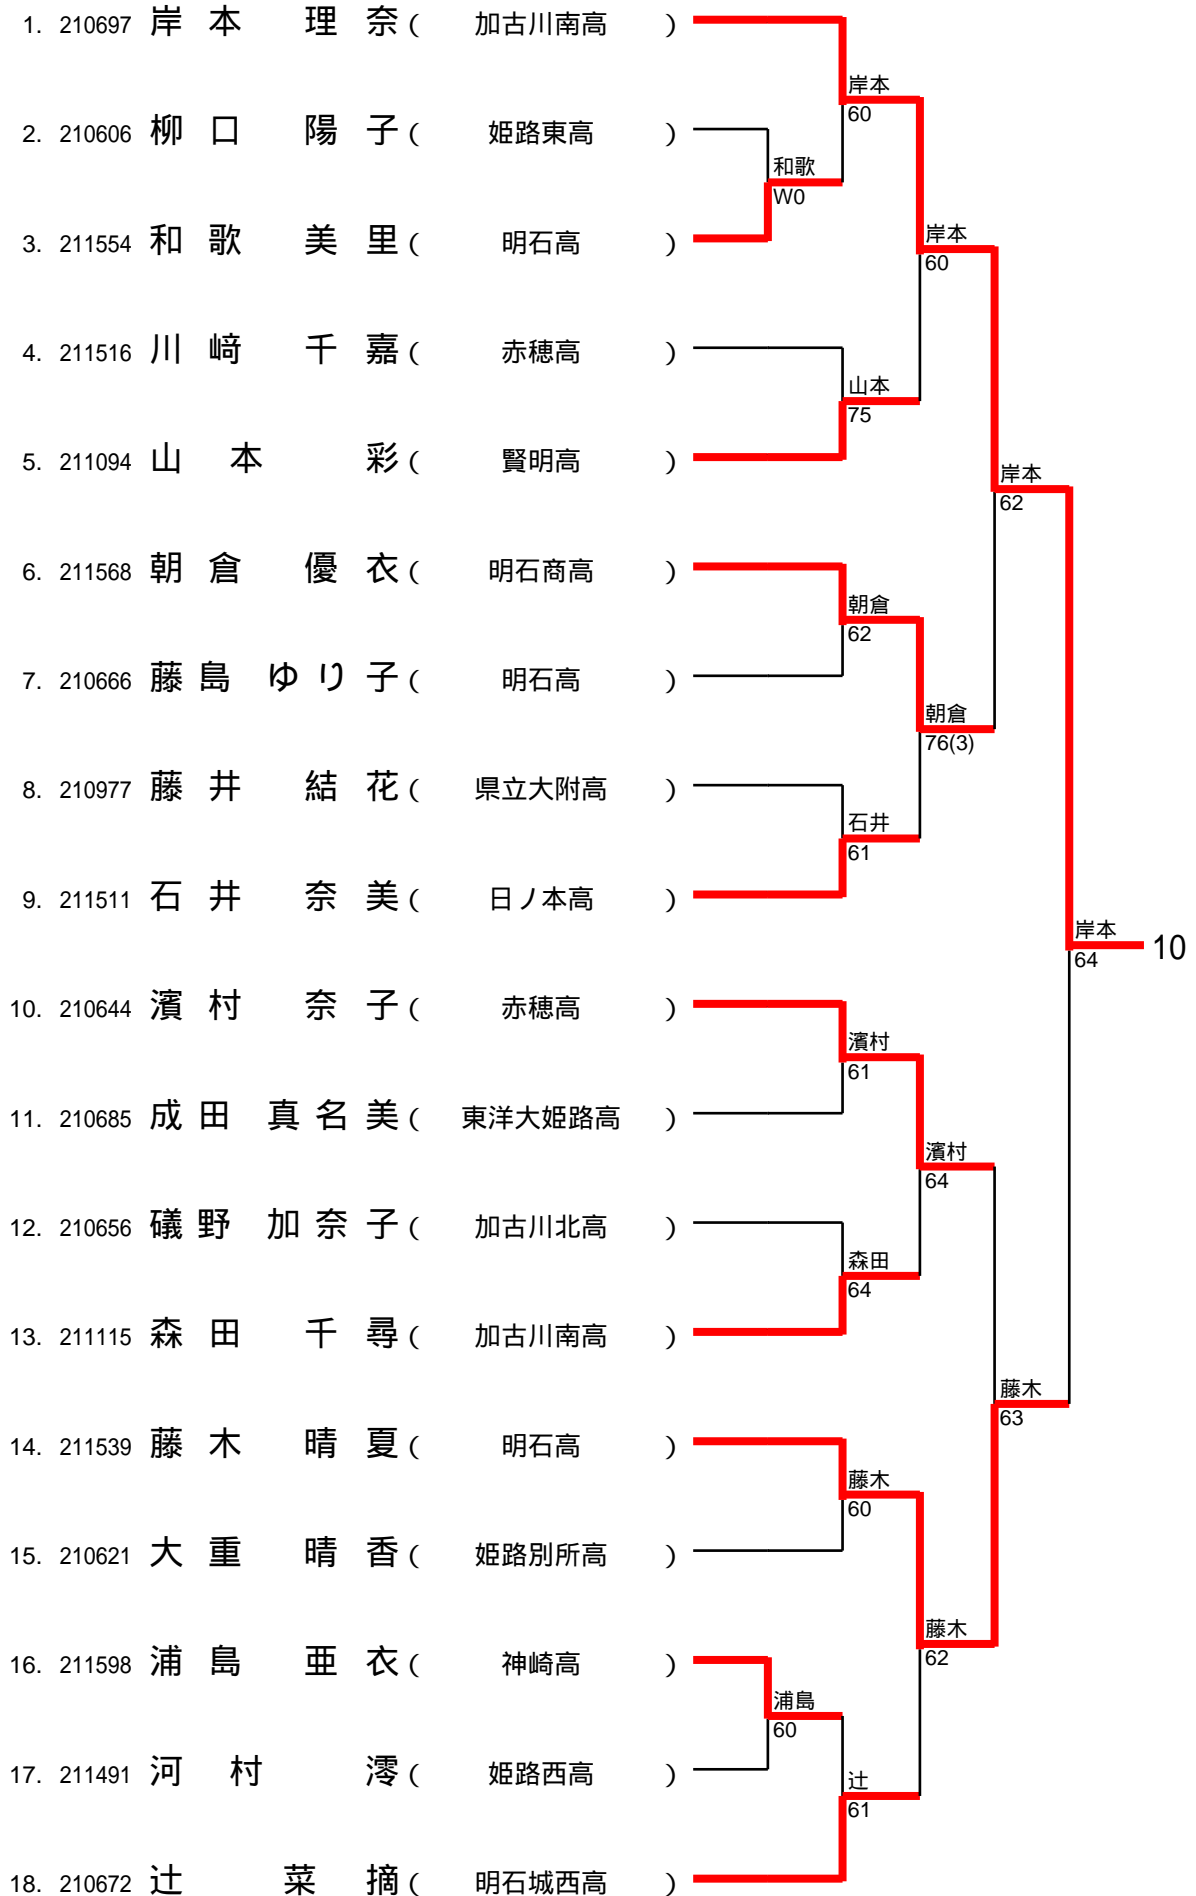 1. 210697 岸本 理奈 ( 加古川南高 )
岸本
60
2. 210606 柳口 陽子 ( 姫路東高 )
和歌
W0
3. 211554 和歌 美里 ( 明石高 )
岸本
60
4. 211516 川﨑 千嘉 ( 赤穂高 )
山本
75
5. 211094 山本 彩 ( 賢明高 )
岸本
62
6. 211568 朝倉 優衣 ( 明石商高 )
朝倉
62
7. 210666 藤島 ゆり子 ( 明石高 )
朝倉
76(3)
8. 210977 藤井 結花 ( 県立大附高 )
石井
61
9. 211511 石井 奈美 ( 日ノ本高 )
岸本
64
10
10. 210644 濱村 奈子 ( 赤穂高 )
濱村
61
11. 210685 成田 真名美 ( 東洋大姫路高 )
濱村
64
12. 210656 礒野 加奈子 ( 加古川北高 )
森田
64
13. 211115 森田 千尋 ( 加古川南高 )
藤木
63
14. 211539 藤木 晴夏 ( 明石高 )
藤木
60
15. 210621 大重 晴香 ( 姫路別所高 )
藤木
62
16. 211598 浦島 亜衣 ( 神崎高 )
浦島
60
17. 211491 河村 澪 ( 姫路西高 )
辻
61
18. 210672 辻 菜摘 ( 明石城西高 )